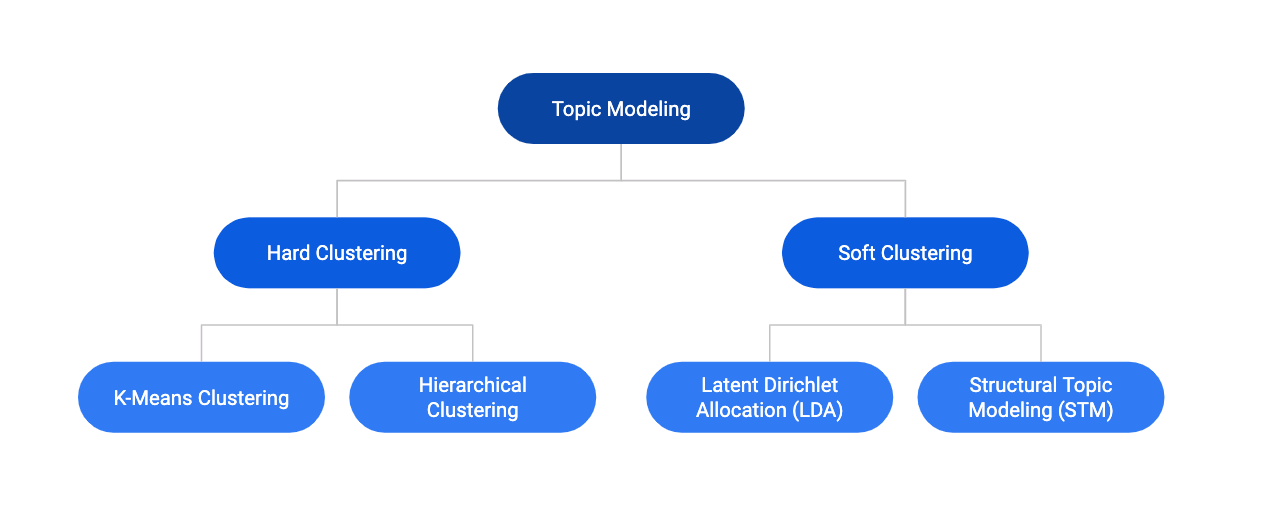 Topic Modeling
Hard Clustering
Soft Clustering
K-Means Clustering
Hierarchical
Clustering
Latent Dirichlet
Allocation (LDA)
Structural Topic
Modeling (STM)